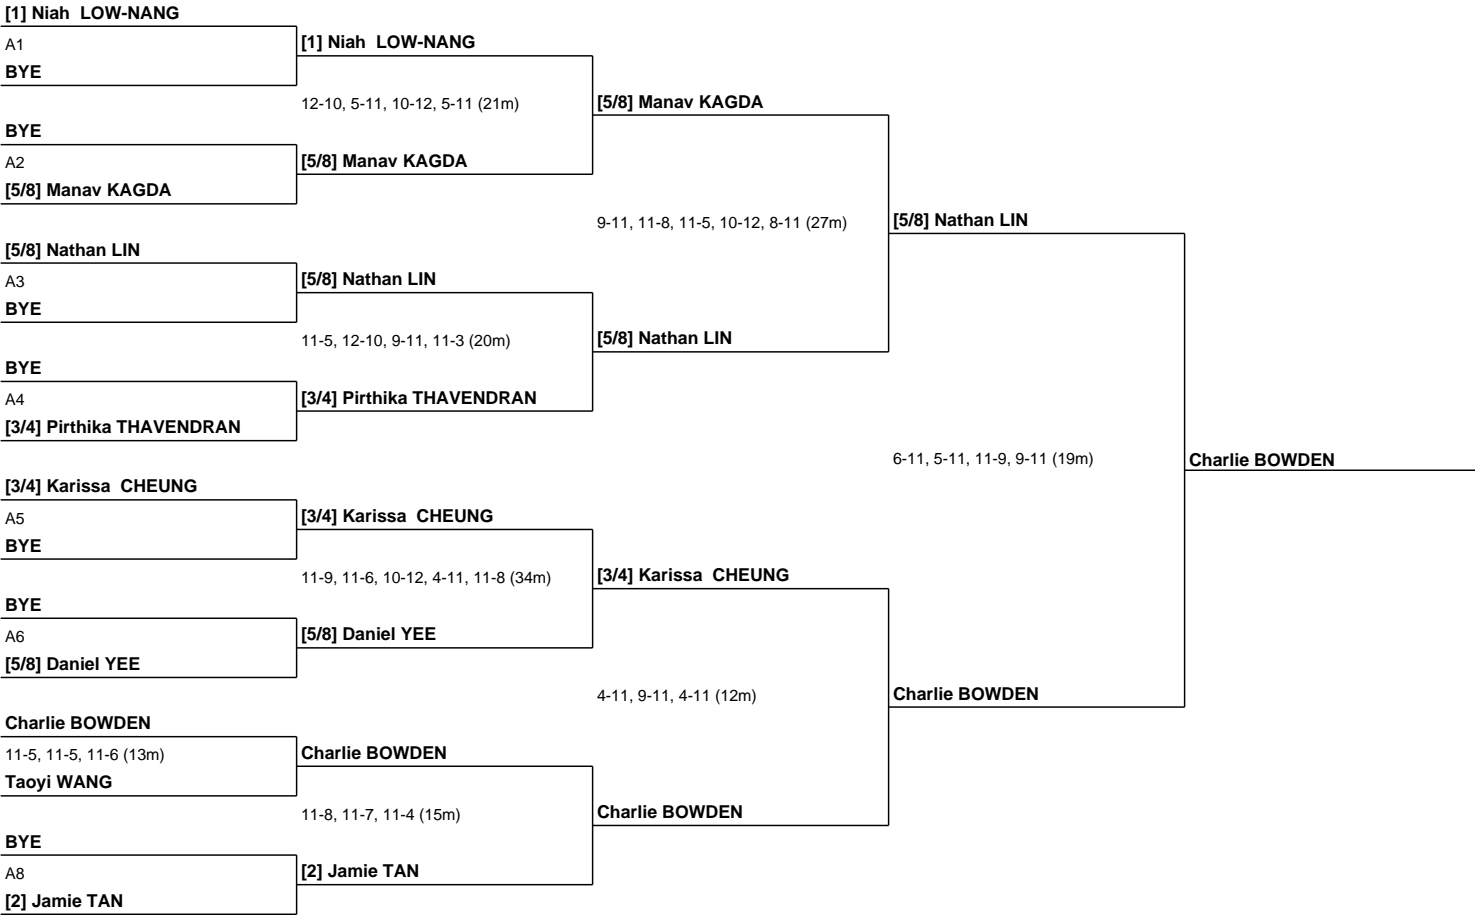 [1] Niah  LOW-NANG
A1
BYE
BYE
A2
[5/8] Manav KAGDA
[5/8] Nathan LIN
A3
BYE
BYE
A4
[3/4] Pirthika THAVENDRAN
[3/4] Karissa  CHEUNG
A5
BYE
BYE
A6
[5/8] Daniel YEE
Charlie BOWDEN
11-5, 11-5, 11-6 (13m)
Taoyi WANG
BYE
A8
[2] Jamie TAN
[1] Niah  LOW-NANG
12-10, 5-11, 10-12, 5-11 (21m)
[5/8] Manav KAGDA
[5/8] Nathan LIN
11-5, 12-10, 9-11, 11-3 (20m)
[3/4] Pirthika THAVENDRAN
[3/4] Karissa  CHEUNG
11-9, 11-6, 10-12, 4-11, 11-8 (34m)
[5/8] Daniel YEE
Charlie BOWDEN
11-8, 11-7, 11-4 (15m)
[2] Jamie TAN
[5/8] Manav KAGDA
9-11, 11-8, 11-5, 10-12, 8-11 (27m)
[5/8] Nathan LIN
[3/4] Karissa  CHEUNG
4-11, 9-11, 4-11 (12m)
Charlie BOWDEN
[5/8] Nathan LIN
6-11, 5-11, 11-9, 9-11 (19m)
Charlie BOWDEN
Charlie BOWDEN